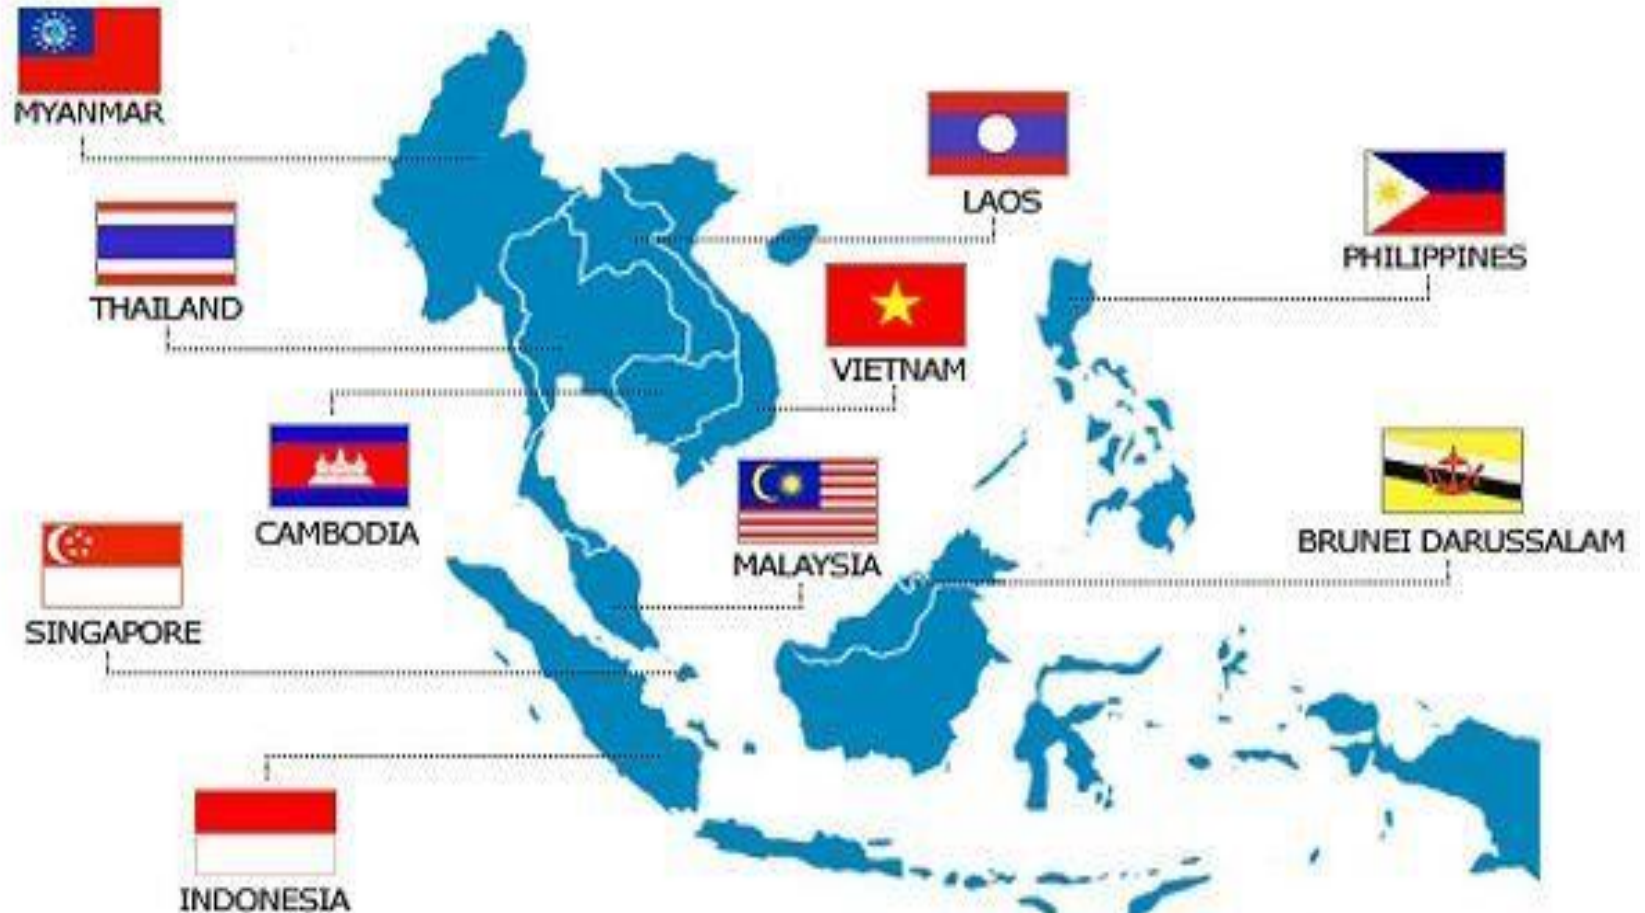 MYANMAR
LAOS
PHILIPPINES
THAILAND
VIETNAM
CAMBODIA
MALAYSIA
BRUNEI DARUSSALAM
SINGAPORE
INDONESIA